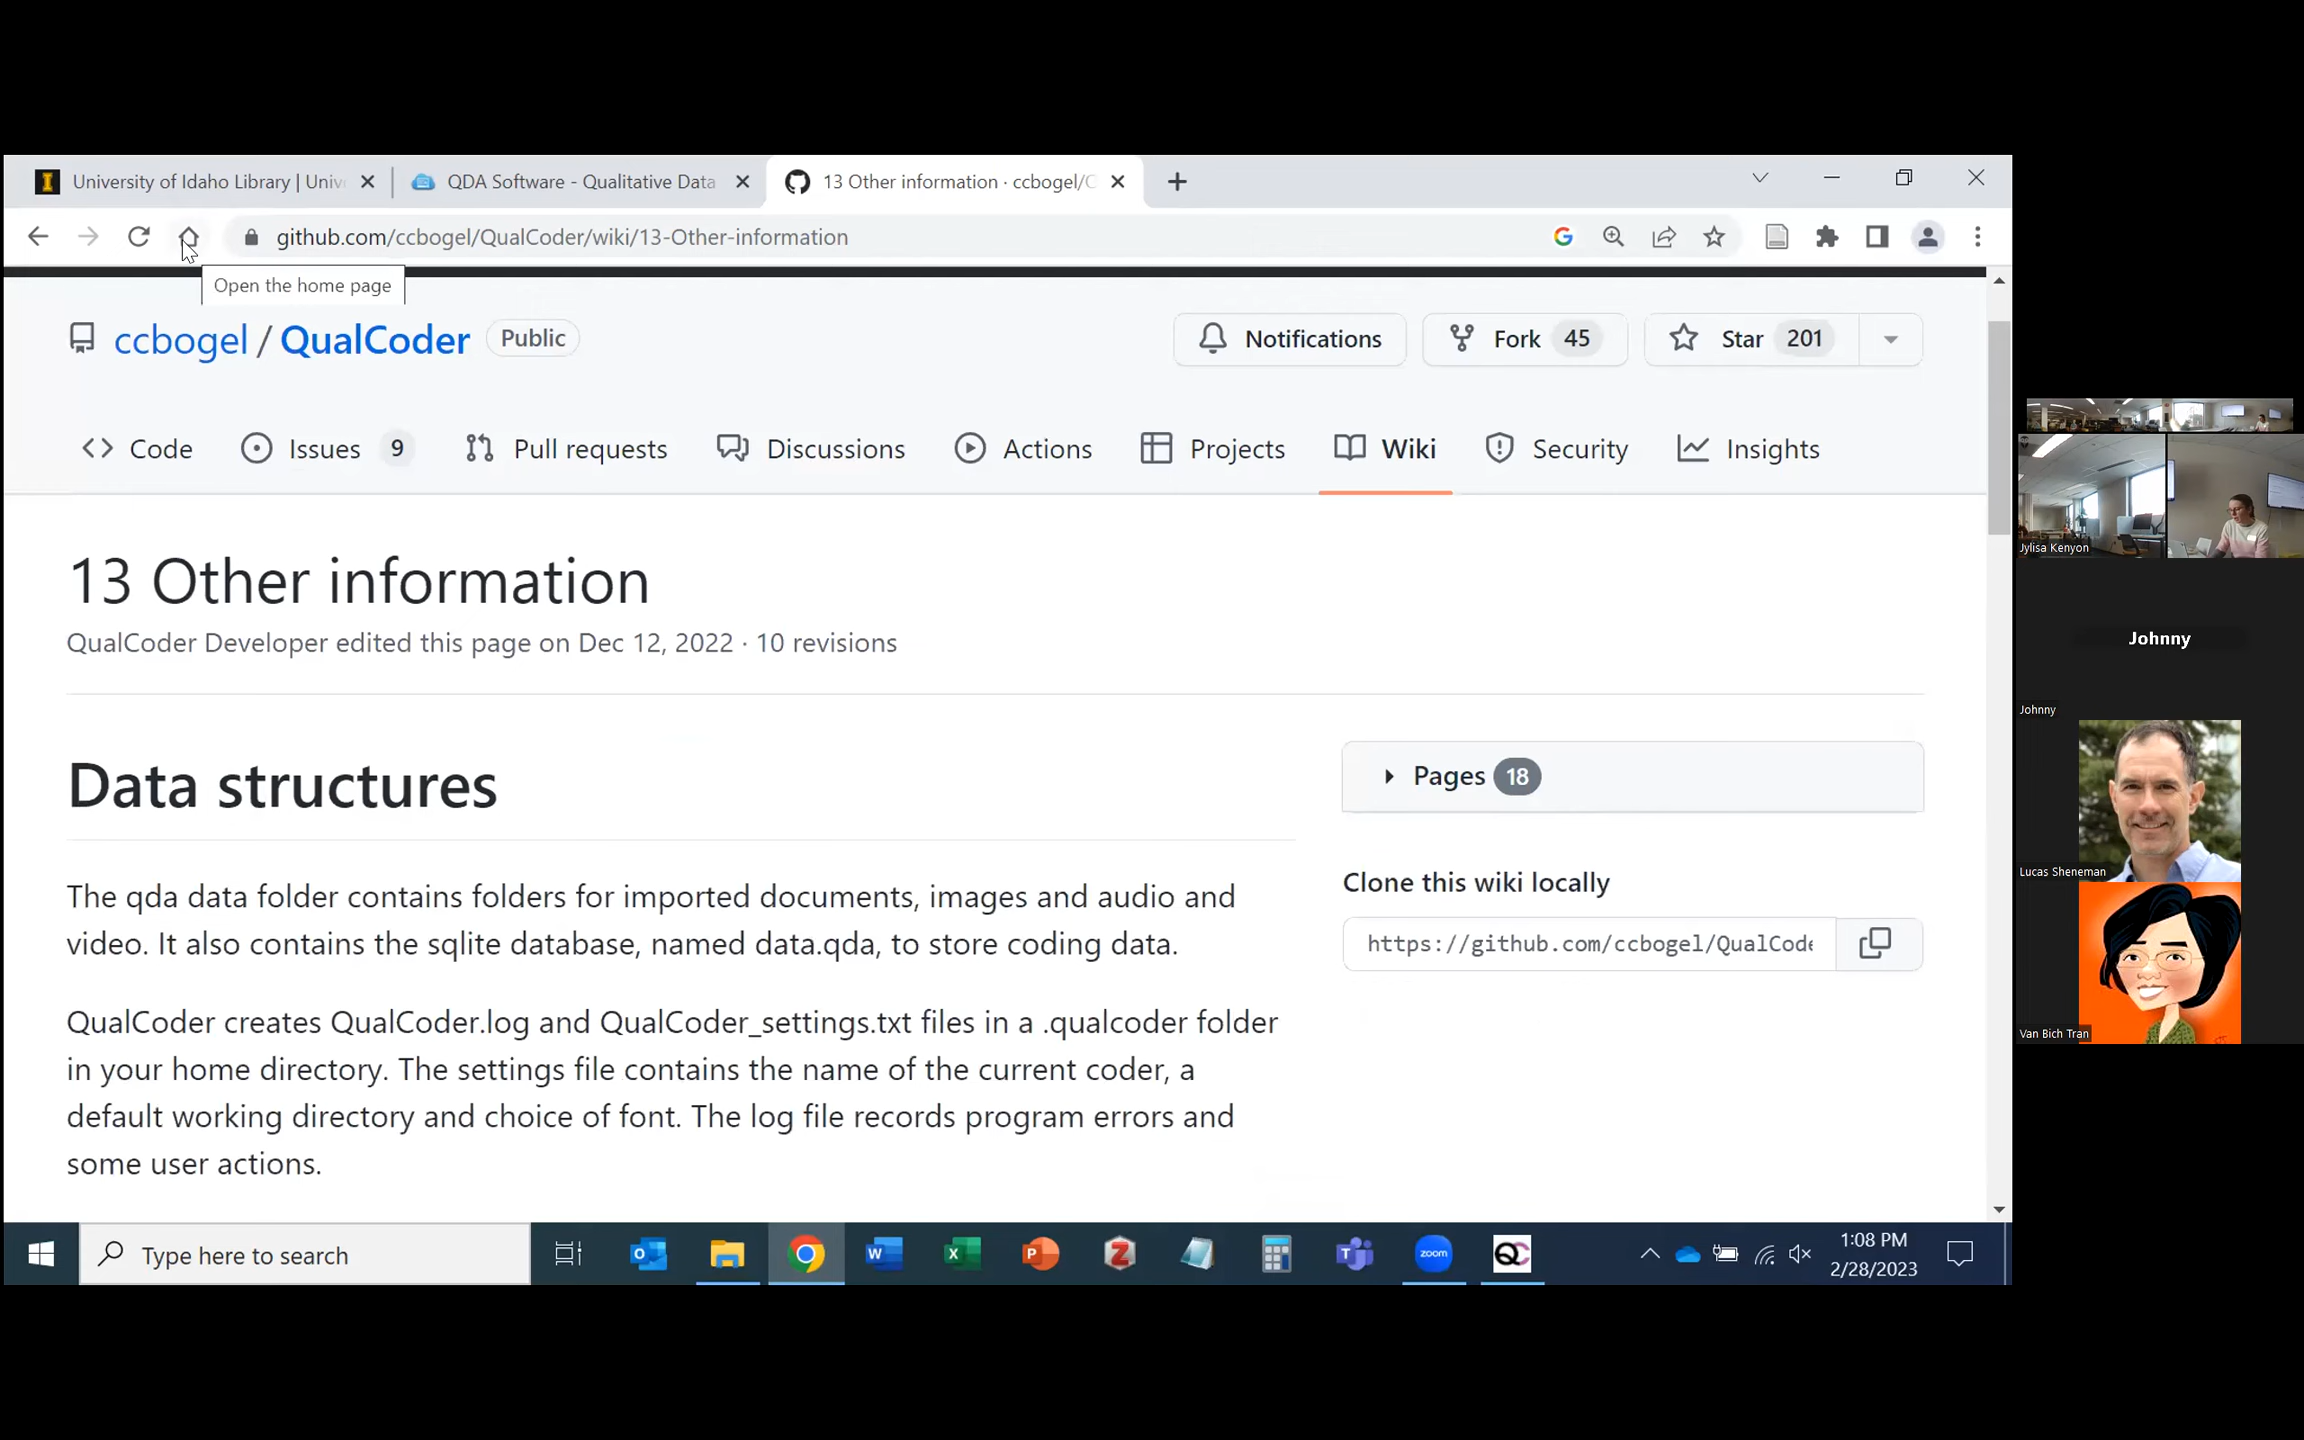 University of Idaho Library | Univ
QDA Software - Qualitative Data
13 Other information · ccbogel/Q
github.com/ccbogel/QualCoder/wiki/13-Other-information
Open the home page
ccbogel / QualCoder Public
Notifications
Fork 45
Star 201
Code
Issues 9
Pull requests
Discussions
Actions
Projects
Wiki
Security
Insights
13 Other information
QualCoder Developer edited this page on Dec 12, 2022 · 10 revisions
Data structures
The qda data folder contains folders for imported documents, images and audio and
video. It also contains the sqlite database, named data.qda, to store coding data.
QualCoder creates QualCoder.log and QualCoder_settings.txt files in a .qualcoder folder
in your home directory. The settings file contains the name of the current coder, a
default working directory and choice of font. The log file records program errors and
some user actions.
Pages 18
Clone this wiki locally
https://github.com/ccbogel/QualCode
Type here to search
zoom
QC
1:08 PM
2/28/2023
Jylisa Kenyon
Johnny
Johnny
Lucas Sheneman
Van Bich Tran